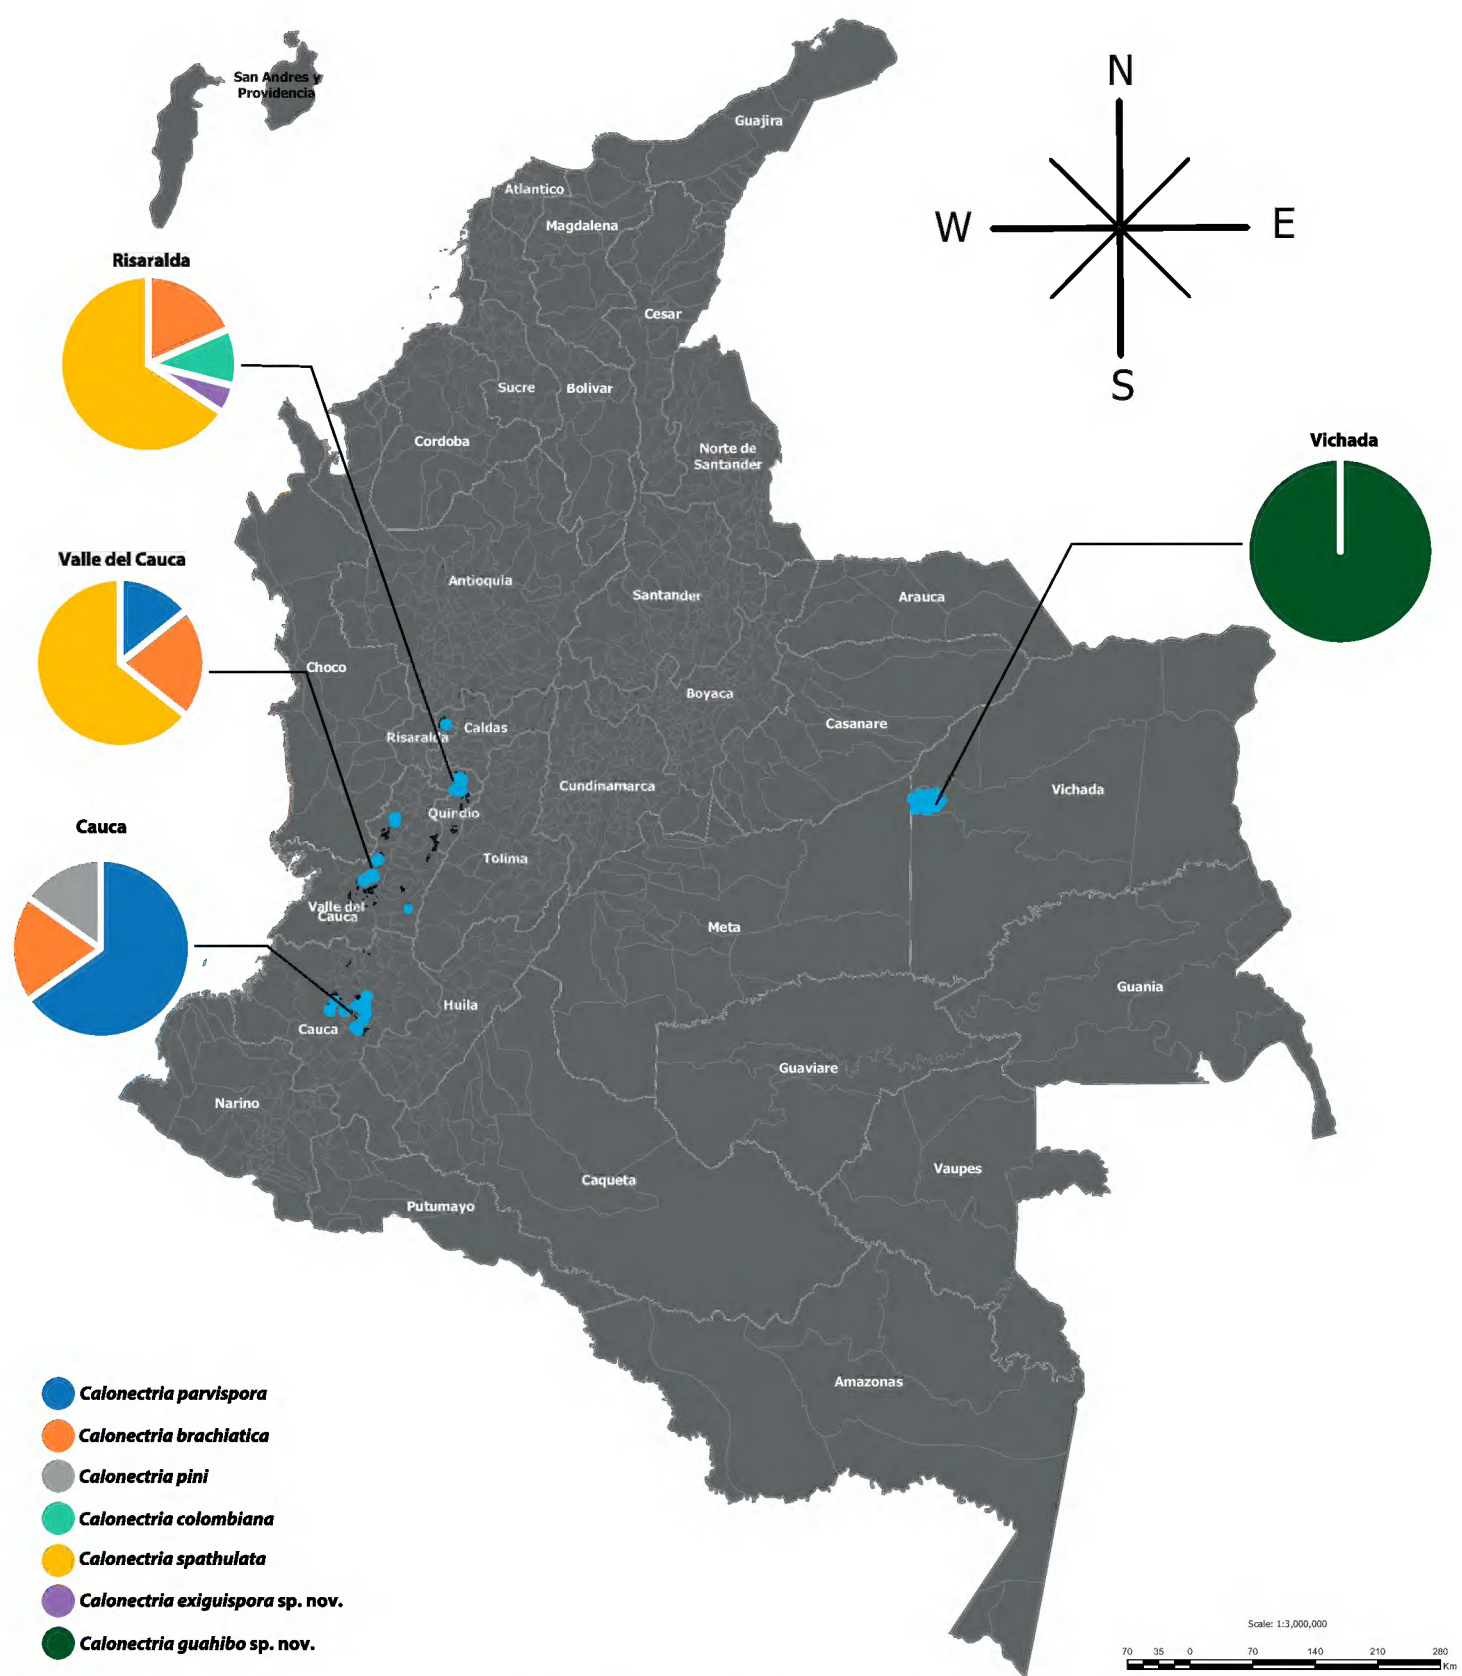 San Andres y
Providencia
N
W
E
S
Guajira
Atlantico
Magdalena
Cesar
Sucre
Bolivar
Cordoba
Norte de
Santander
Antioquia
Santander
Arauca
Choco
Boyaca
Casanare
Caldas
Risaralda
Cundinamarca
Vichada
Quindio
Tolima
Valle del
Cauca
Meta
Huila
Cauca
Guania
Guaviare
Narino
Vaupes
Caqueta
Putumayo
Amazonas
Risaralda
Valle del Cauca
Cauca
Vichada
Calonectria parvispora
Calonectria brachiatica
Calonectria pini
Calonectria colombiana
Calonectria spathulata
Calonectria exiguispora sp. nov.
Calonectria guahibo sp. nov.
Scale: 1:3,000,000
70 35 0 70 140 210 280
Km